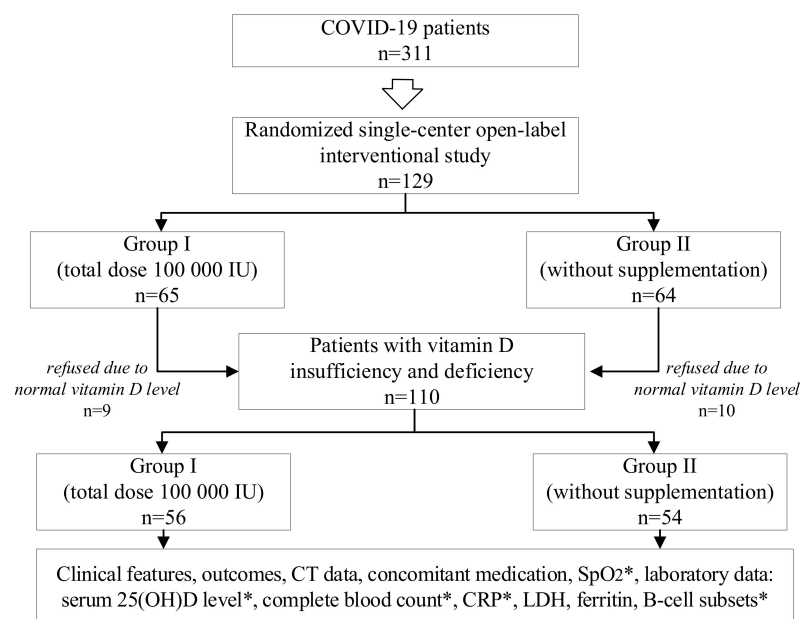 COVID-19 patients
n=311
Randomized single-center open-label
interventional study
n=129
Group I
(total dose 100 000 IU)
n=65
Group II
(without supplementation)
n=64
refused due to
normal vitamin D level
n=9
Patients with vitamin D
insufficiency and deficiency
n=110
refused due to
normal vitamin D level
n=10
Group I
(total dose 100 000 IU)
n=56
Group II
(without supplementation)
n=54
Clinical features, outcomes, CT data, concomitant medication, SpO2*, laboratory data:
serum 25(OH)D level*, complete blood count*, CRP*, LDH, ferritin, B-cell subsets*